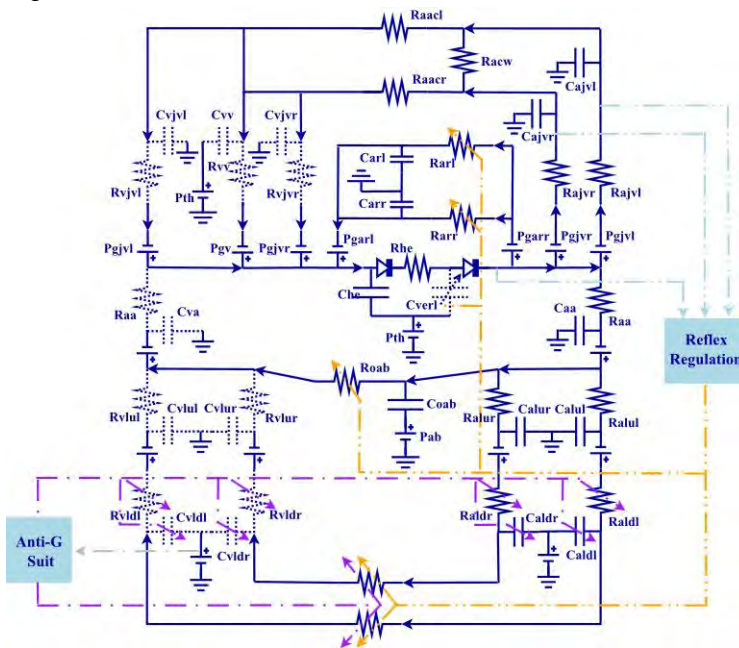 Raacl
Racw
Raacr
Cajvl
Cajvr
Cvjvl
Cvv
Cvjvr
Rvjvl
Rvv
Rvjvr
Pth
Carl
Carr
Rarl
Rarr
Rajvr
Rajvl
Pgjvl
Pgv
Pgjvr
Pgarl
Rhe
Pgarr
Pgjvr
Pgjvl
Che
Cverl
Pth
Raa
Cva
Caa
Raa
Reflex
Regulation
Roab
Coab
Pab
Rvlul
Cvlul
Cvlur
Rvlur
Ralur
Calur
Calul
Ralul
Rvldl
Cvldl
Cvldr
Rvldr
Raldr
Caldr
Caldl
Raldl
Anti-G
Suit